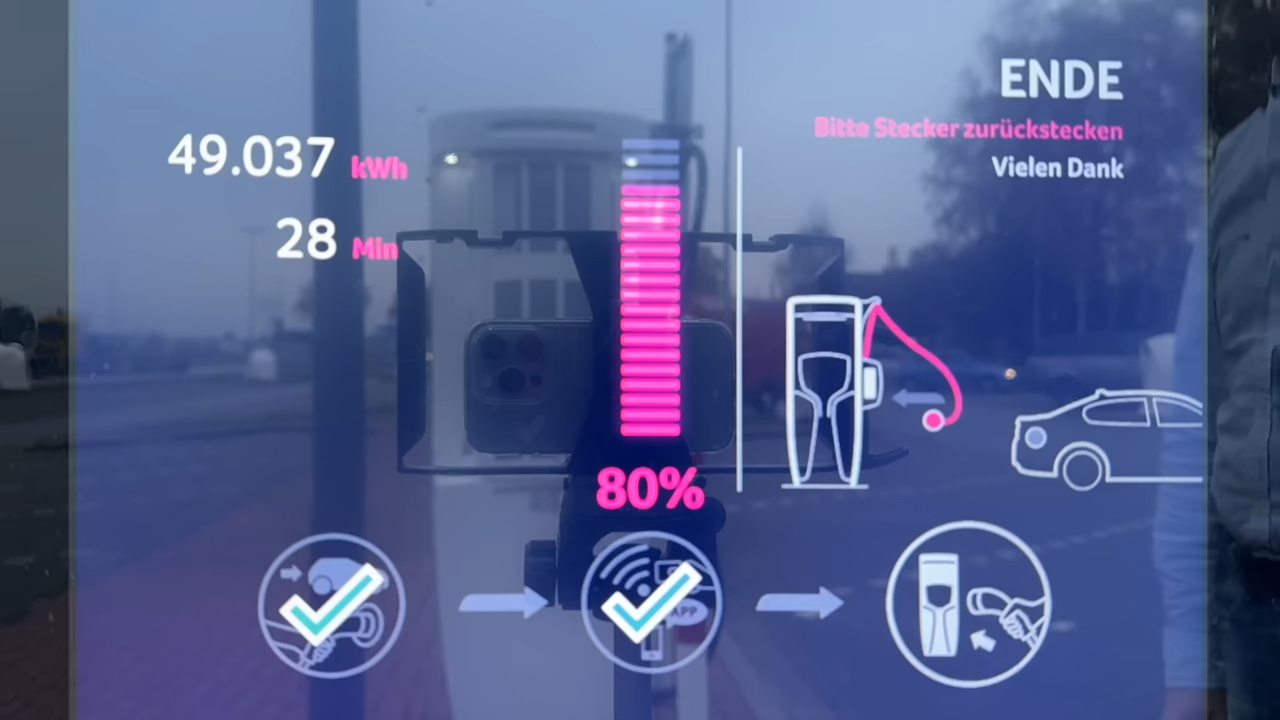 49.037 kWh
28 Min
80%
ENDE
Bitte Stecker zurückstecken
Vielen Dank
APP